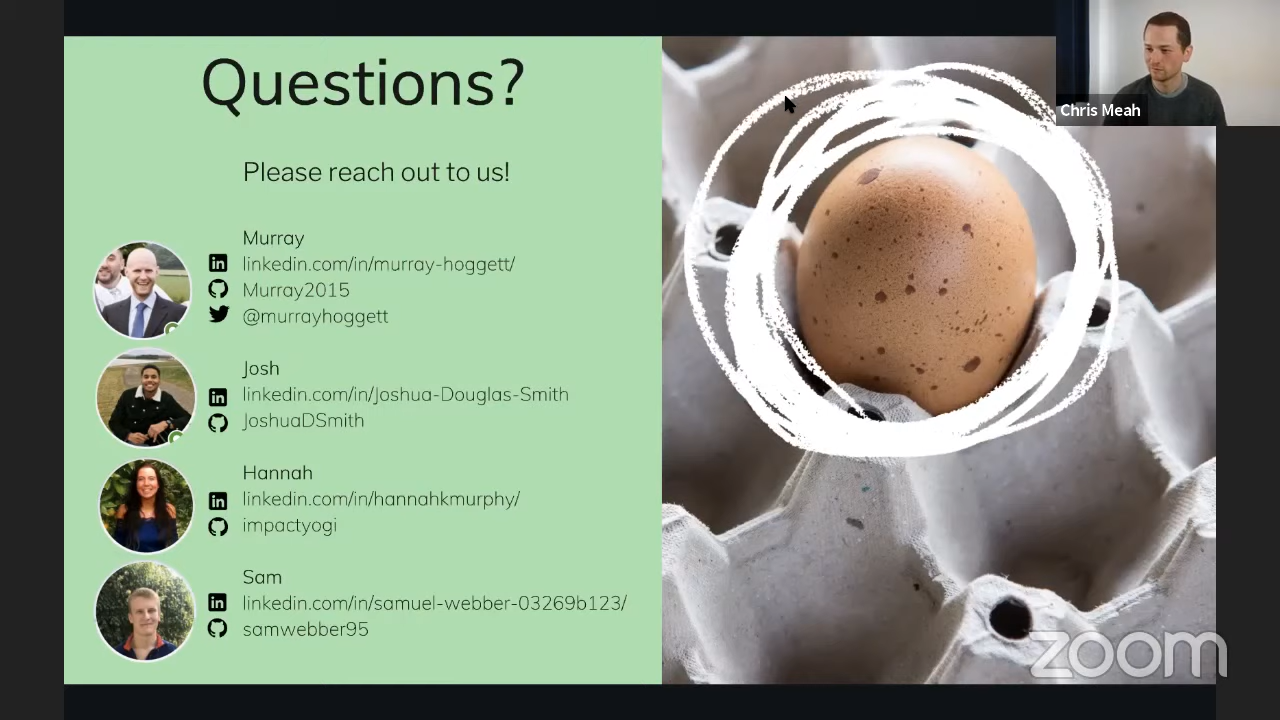 Questions?
Please reach out to us!
Murray
linkedin.com/in/murray-hoggett/
Murray2015
@murrayhoggett
Josh
linkedin.com/in/Joshua-Douglas-Smith
JoshuaDSmith
Hannah
linkedin.com/in/hannahkmurphy/
impactyogi
Sam
linkedin.com/in/samuel-webber-03269b123/
samwebber95
Chris Meah
zoom